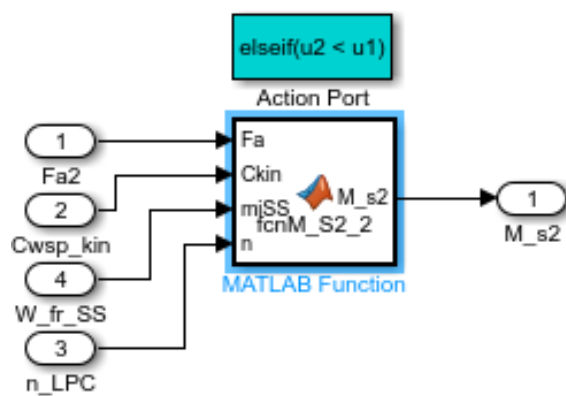 elseif(u2 < u1)
Action Port
1
Fa2
2
Cwsp_kin
4
W_fr_SS
3
n_LPC
Fa
Ckin
miSS
n
M_s2
fcnM_S2_2
MATLAB Function
1
M_s2